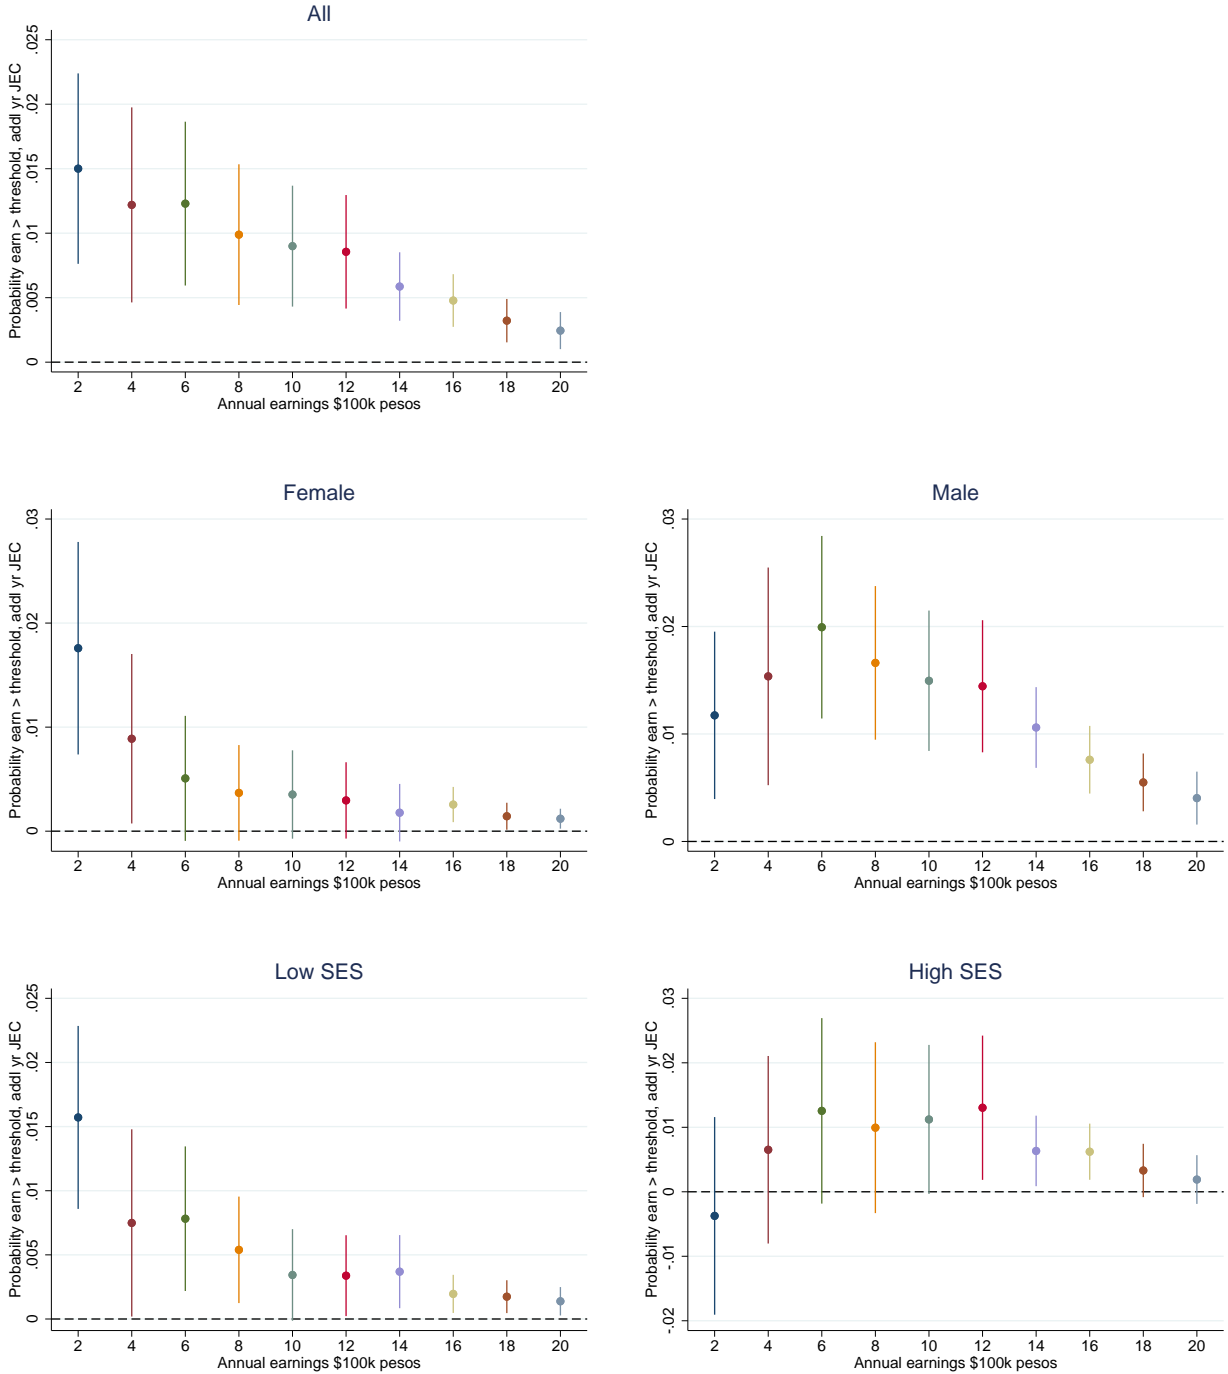 All
Probability earn > threshold, addl yr JEC
.025
.02
.015
.01
.005
0
2 4 6 8 10 12 14 16 18 20
Annual earnings $100k pesos
Female
Probability earn > threshold, addl yr JEC
.03
.02
.01
0
2 4 6 8 10 12 14 16 18 20
Annual earnings $100k pesos
Male
Probability earn > threshold, addl yr JEC
.03
.02
.01
0
2 4 6 8 10 12 14 16 18 20
Annual earnings $100k pesos
Low SES
Probability earn > threshold, addl yr JEC
.025
.02
.015
.01
.005
0
2 4 6 8 10 12 14 16 18 20
Annual earnings $100k pesos
High SES
Probability earn > threshold, addl yr JEC
.03
.02
.01
0
-.01
-.02
2 4 6 8 10 12 14 16 18 20
Annual earnings $100k pesos